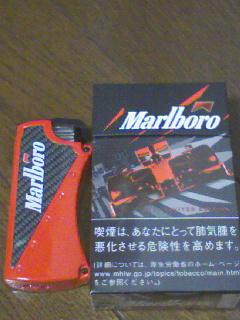 Marlboro
Marlboro
喫煙は、あなたにとって肺気腫を
悪化させる危険性を高めます。
(詳細については、厚生労働省のホームページ
www.mhlw.go.jp/topics/tobacco/main.html
をご参照ください。)